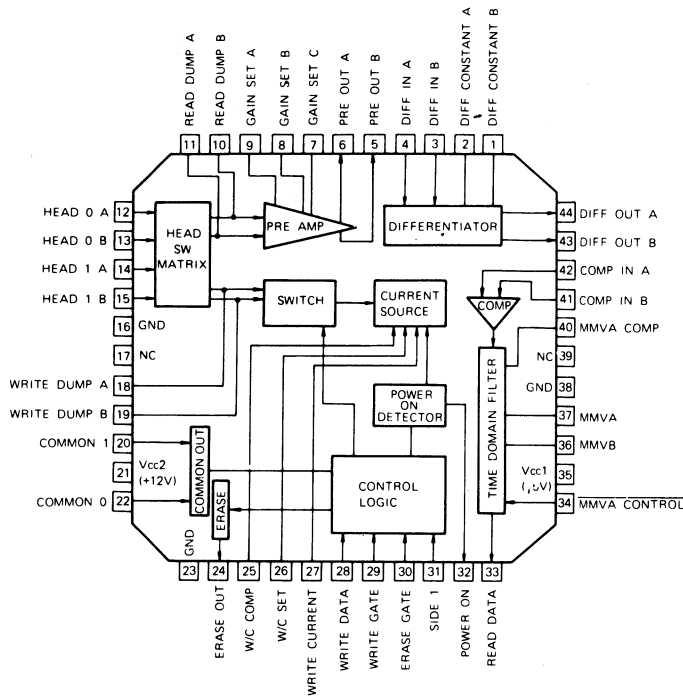 READ DUMP A
READ DUMP B
GAIN SET A
GAIN SET B
GAIN SET C
PRE OUT A
PRE OUT B
DIFF IN A
DIFF IN B
DIFF CONSTANT A
DIFF CONSTANT B
11
10
9
8
7
6
5
4
3
2
1
HEAD 0 A
12
HEAD 0 B
13
HEAD 1 A
14
HEAD 1 B
15
16
GND
17
NC
WRITE DUMP A
18
WRITE DUMP B
19
COMMON 1
20
21
Vcc2
(+12V)
COMMON 0
22
HEAD
SW
MATRIX
PRE AMP
DIFFERENTIATOR
SWITCH
CURRENT
SOURCE
COMP
POWER
ON
DETECTOR
TIME DOMAIN FILTER
COMMON OUT
ERASE
CONTROL
LOGIC
44
DIFF OUT A
43
DIFF OUT B
42
COMP IN A
41
COMP IN B
40
MMVA COMP
NC
39
GND
38
37
MMVA
36
MMVB
Vcc1
35
34
MMVA CONTROL
GND
23
24
25
26
27
28
29
30
31
32
33
ERASE OUT
W/C COMP
W/C SET
WRITE CURRENT
WRITE DATA
WRITE GATE
ERASE GATE
SIDE 1
POWER ON
READ DATA